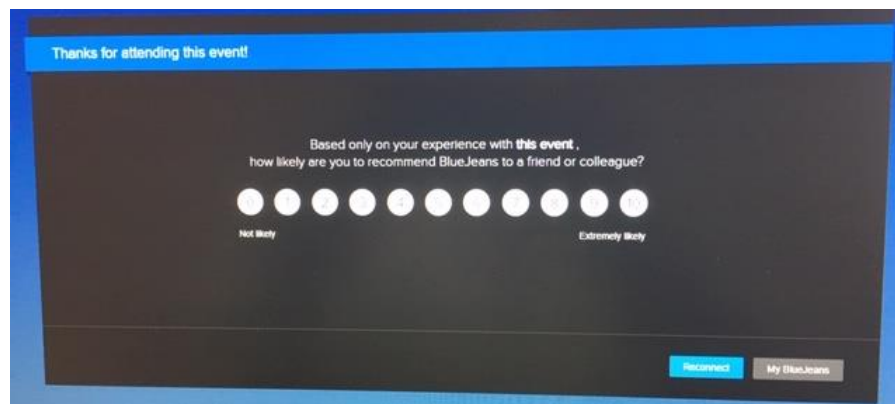 Thanks for attending this event!
Based only on your experience with this event ,
how likely are you to recommend BlueJeans to a friend or colleague?
0 1 2 3 4 5 6 7 8 9 10
Not likely Extremely likely
Reconnect My BlueJeans